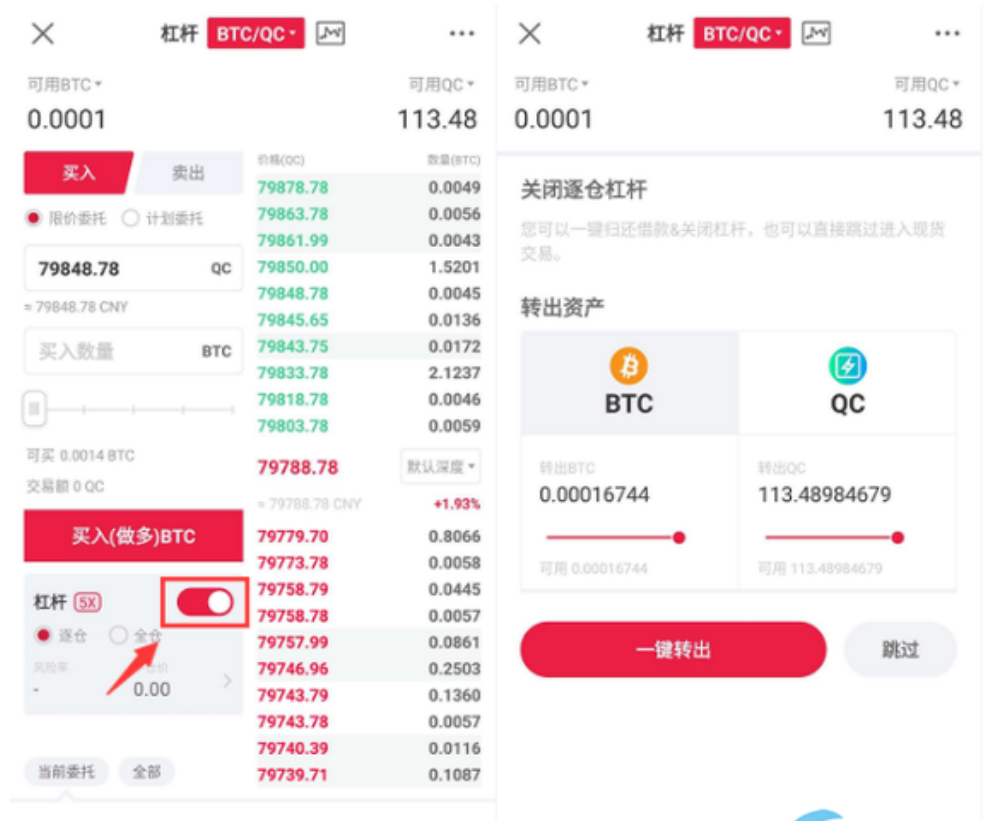 杠杆 BTC/QC
可用BTC 可用QC
0.0001 113.48
买入 卖出
限价委托 计划委托
79848.78 QC
≈ 79848.78 CNY
买入数量 BTC
可买 0.0014 BTC
交易额 0 QC
买入(做多)BTC
杠杆 5X
逐仓 全仓
风险率
- 0.00
当前委托 全部
价格(QC) 数量(BTC)
79878.78 0.0049
79863.78 0.0056
79861.99 0.0043
79850.00 1.5201
79848.78 0.0045
79845.65 0.0136
79843.75 0.0172
79833.78 2.1237
79818.78 0.0046
79803.78 0.0059
79788.78 默认深度
≈ 79788.78 CNY +1.93%
79779.70 0.8066
79773.78 0.0058
79758.79 0.0445
79758.78 0.0057
79757.99 0.0861
79746.96 0.2503
79743.79 0.1360
79743.78 0.0057
79740.39 0.0116
79739.71 0.1087
杠杆 BTC/QC
可用BTC 可用QC
0.0001 113.48
关闭逐仓杠杆
您可以一键归还借款&关闭杠杆，也可以直接跳过进入现货
交易。
转出资产
BTC QC
转出BTC 转出QC
0.00016744 113.48984679
可用 0.00016744 可用 113.48984679
一键转出 跳过